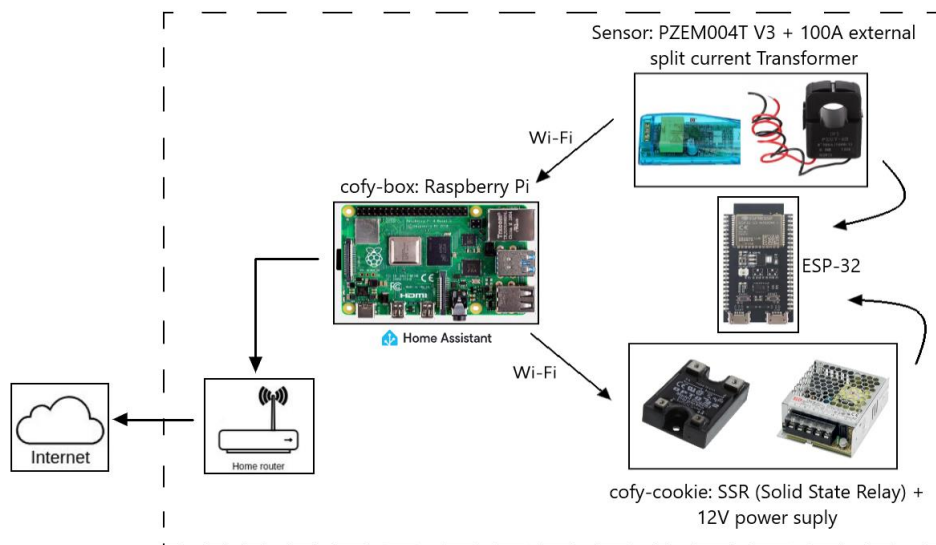 Sensor: PZEM004T V3 + 100A external
split current Transformer
Wi-Fi
cofy-box: Raspberry Pi
HDMI
Home Assistant
ESP-32
Wi-Fi
Internet
Home router
cofy-cookie: SSR (Solid State Relay) +
12V power suply